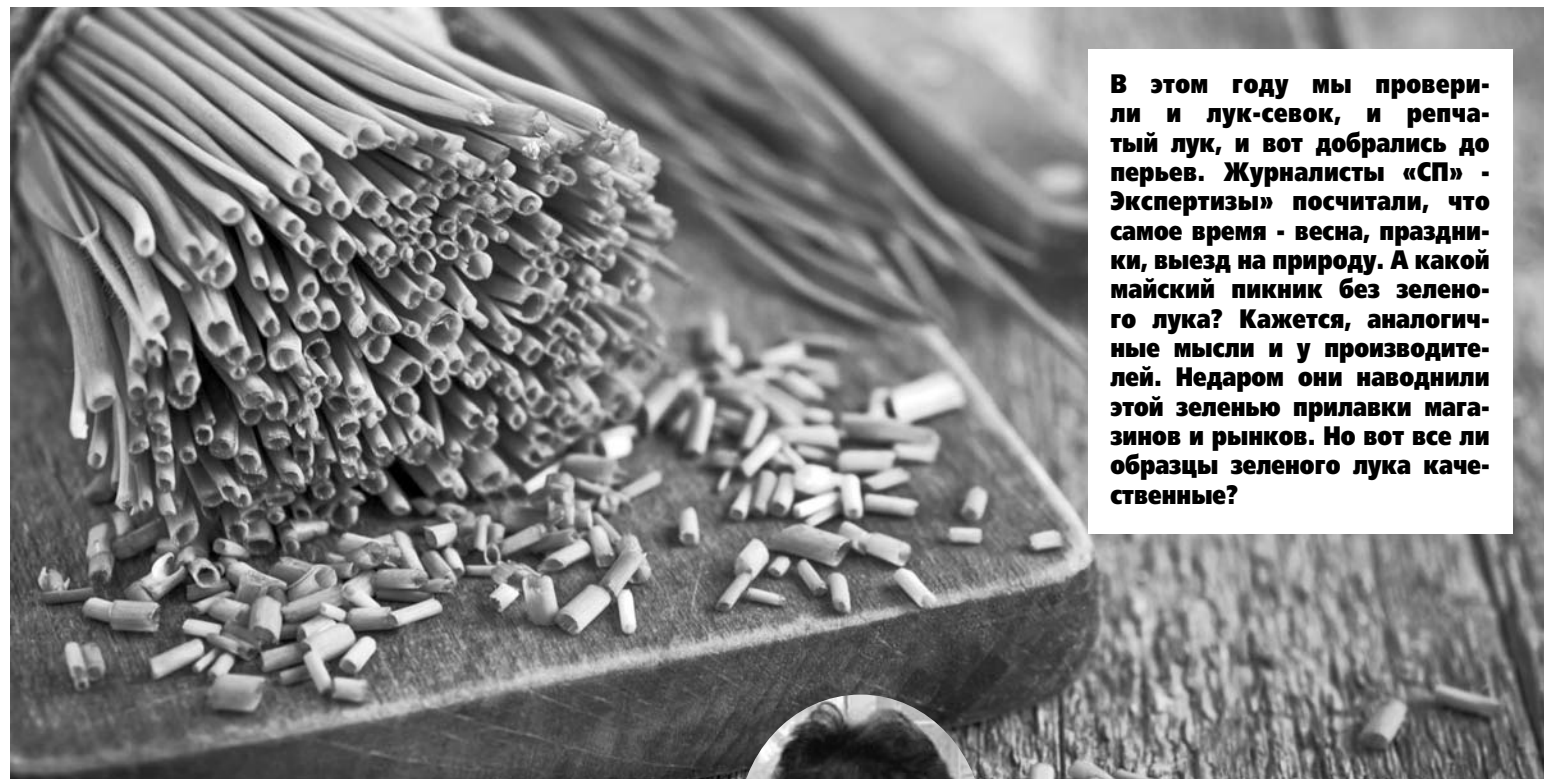 В этом году мы провери-
ли и лук-севок, и репча-
тый лук, и вот добрались до
перьев. Журналисты «СП» -
Экспертизы» посчитали, что
самое время - весна, праздни-
ки, выезд на природу. А какой
майский пикник без зелено-
го лука? Кажется, аналогич-
ные мысли и у производите-
лей. Недаром они наводнили
этой зеленью прилавки мага-
зинов и рынков. Но вот все ли
образцы зеленого лука каче-
ственные?